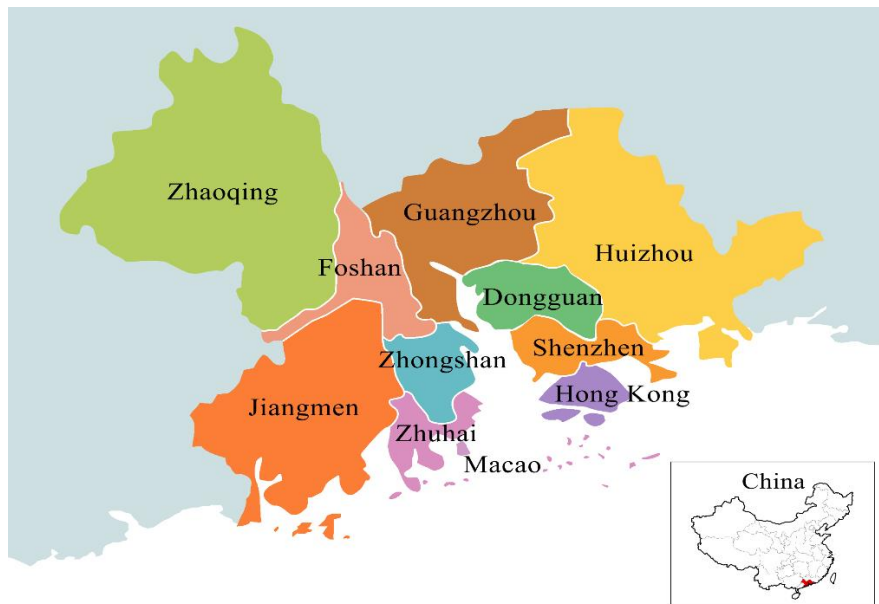 Zhaoqing
Guangzhou
Huizhou
Foshan
Dongguan
Shenzhen
Zhongshan
Hong Kong
Jiangmen
Zhuhai
Macao
China